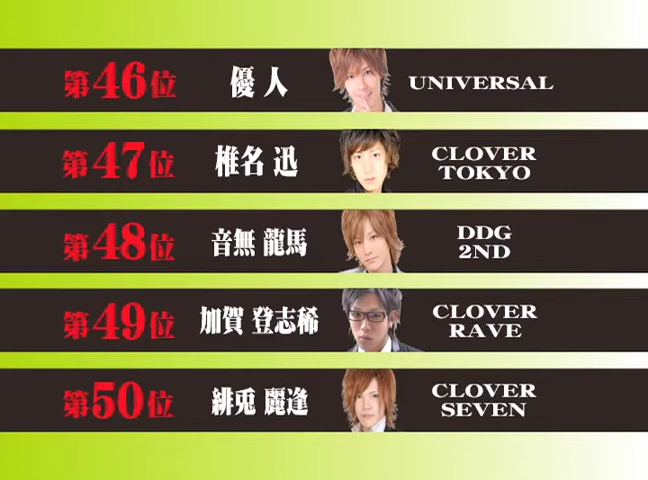 第46位 優人 UNIVERSAL
第47位 椎名 迅 CLOVER
TOKYO
第48位 音無 龍馬 DDG
2ND
第49位 加賀 登志稀 CLOVER
RAVE
第50位 緋兎 麗逢 CLOVER
SEVEN